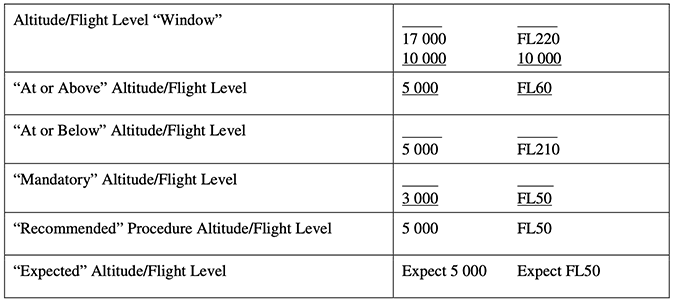 Altitude/Flight Level “Window”
17 000 FL220
10 000 10 000
“At or Above” Altitude/Flight Level 5 000 FL60
“At or Below” Altitude/Flight Level
5 000 FL210
“Mandatory” Altitude/Flight Level
3 000 FL50
“Recommended” Procedure Altitude/Flight Level 5 000 FL50
“Expected” Altitude/Flight Level Expect 5 000 Expect FL50